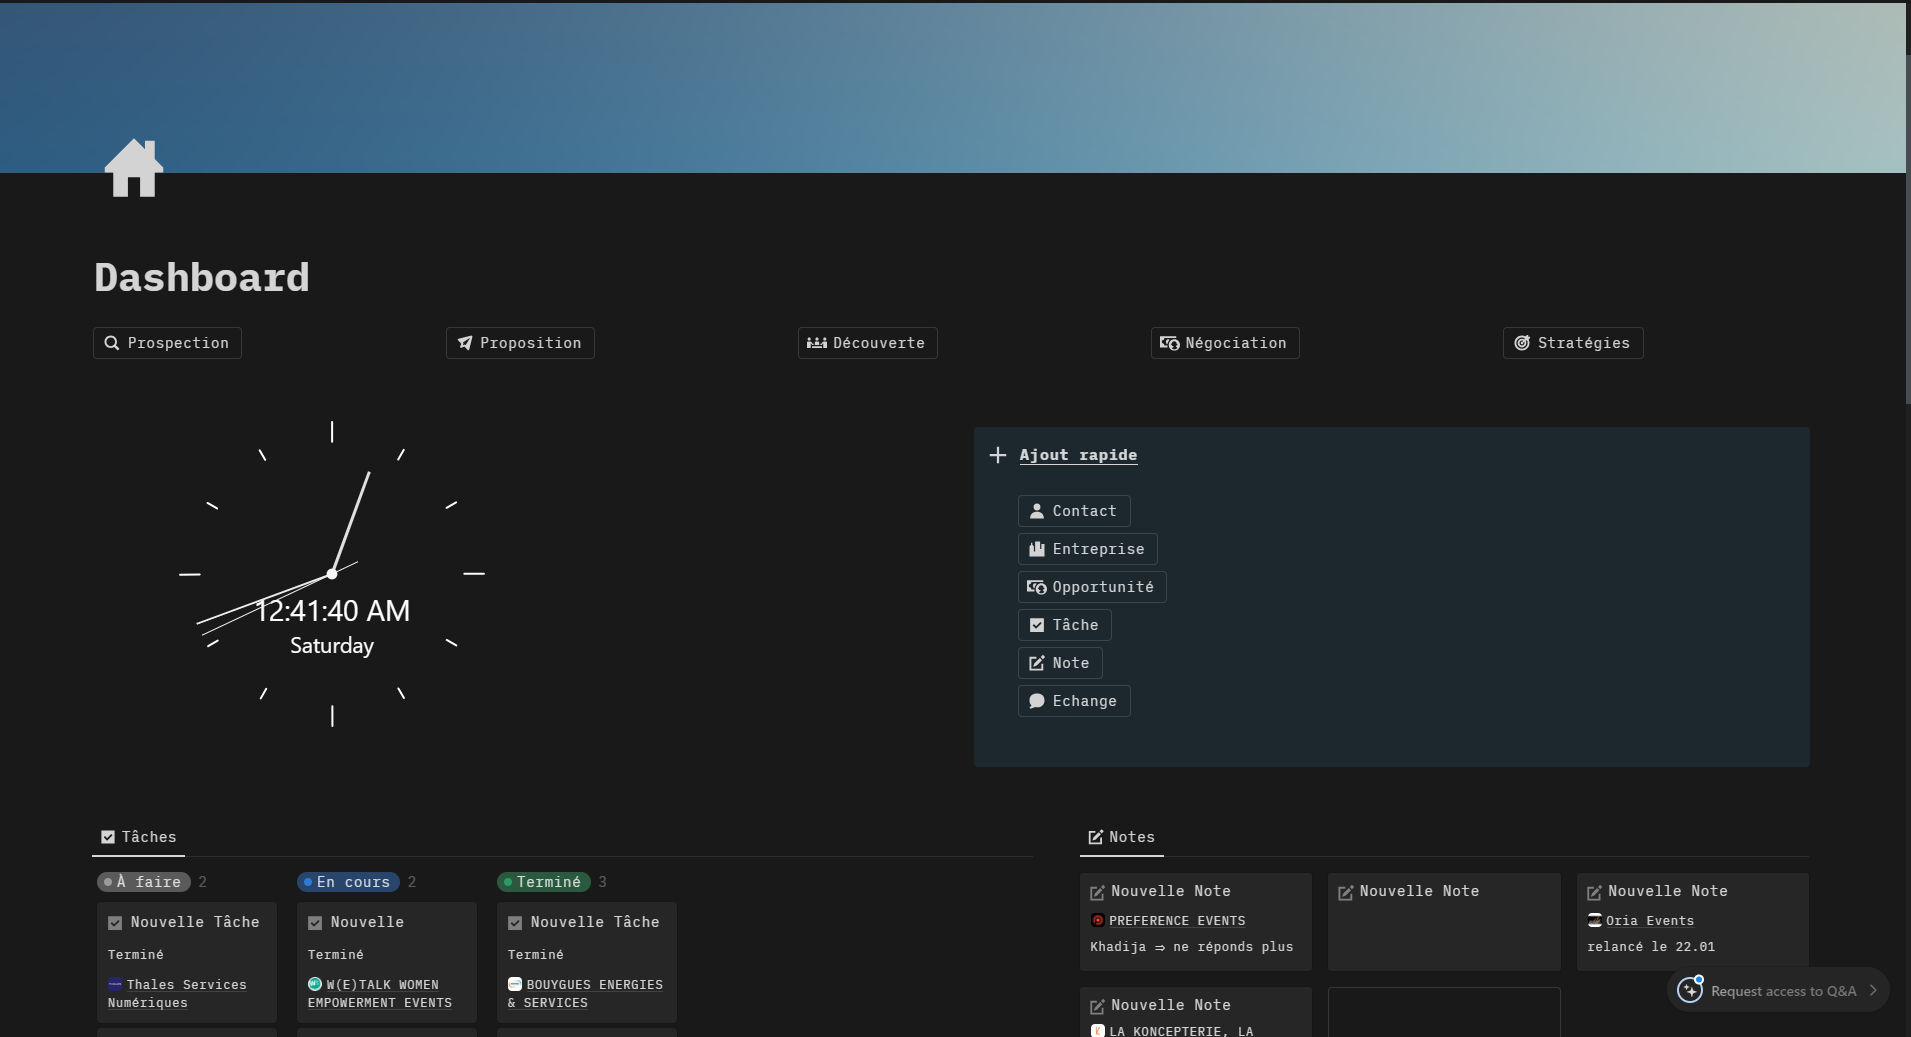 Dashboard
Prospection
Proposition
Découverte
Négociation
Stratégies
12:41:40 AM
Saturday
Ajout rapide
Contact
Entreprise
Opportunité
Tâche
Note
Echange
Tâches
À faire 2
En cours 2
Terminé 3
Nouvelle Tâche
Terminé
Thales Services
Numériques
Nouvelle
Terminé
W(E)TALK WOMEN
EMPOWERMENT EVENTS
Nouvelle Tâche
Terminé
BOUYGUES ENERGIES
& SERVICES
Notes
Nouvelle Note
PREFERENCE EVENTS
Khadija ⇒ ne réponds plus
Nouvelle Note
Nouvelle Note
Oria Events
relancé le 22.01
Nouvelle Note
LA KONCEPTERIE, LA
Request access to Q&A